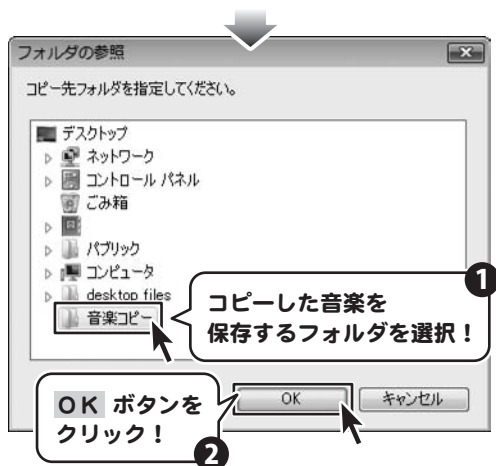 フォルダの参照
コピー先フォルダを指定してください。
デスクトップ
ネットワーク
コントロール パネル
ごみ箱
パブリック
コンピュータ
desktop files
音楽コピー
1
コピーした音楽を
保存するフォルダを選択！
OK ボタンを
クリック！
2
OK
キャンセル